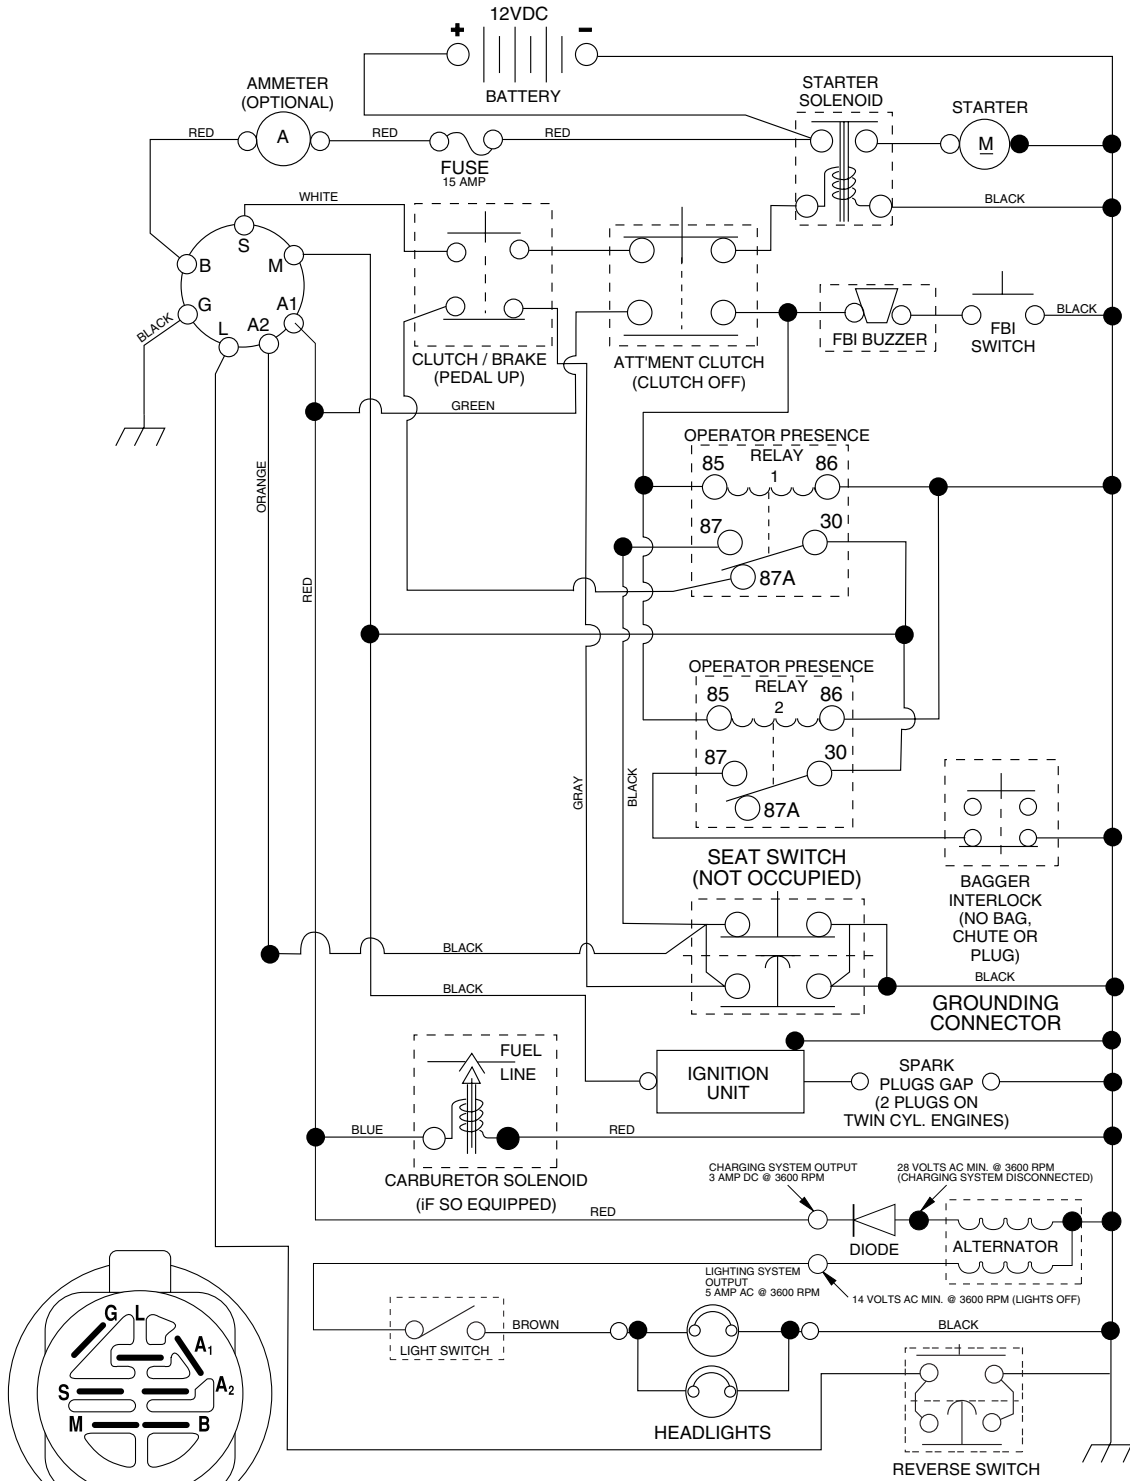 12VDC
+
-
BATTERY
AMMETER
(OPTIONAL)
A
RED
RED
FUSE
15 AMP
RED
STARTER
SOLENOID
STARTER
M
BLACK
WHITE
S
B
M
G
A1
L
A2
BLACK
CLUTCH / BRAKE
(PEDAL UP)
ATT'MENT CLUTCH
(CLUTCH OFF)
FBI BUZZER
FBI
SWITCH
BLACK
GREEN
ORANGE
RED
OPERATOR PRESENCE
RELAY
1
85
86
87
30
87A
OPERATOR PRESENCE
RELAY
2
85
86
87
30
87A
GRAY
BLACK
SEAT SWITCH
(NOT OCCUPIED)
BAGGER
INTERLOCK
(NO BAG,
CHUTE OR
PLUG)
BLACK
BLACK
BLACK
GROUNDING
CONNECTOR
FUEL
LINE
IGNITION
UNIT
SPARK
PLUGS GAP
(2 PLUGS ON
TWIN CYL. ENGINES)
BLUE
RED
CARBURETOR SOLENOID
(iF SO EQUIPPED)
CHARGING SYSTEM OUTPUT
3 AMP DC @ 3600 RPM
28 VOLTS AC MIN. @ 3600 RPM
(CHARGING SYSTEM DISCONNECTED)
RED
DIODE
ALTERNATOR
LIGHTING SYSTEM
OUTPUT
5 AMP AC @ 3600 RPM
14 VOLTS AC MIN. @ 3600 RPM (LIGHTS OFF)
LIGHT SWITCH
BROWN
BLACK
HEADLIGHTS
REVERSE SWITCH
G
L
A1
A2
S
M
B